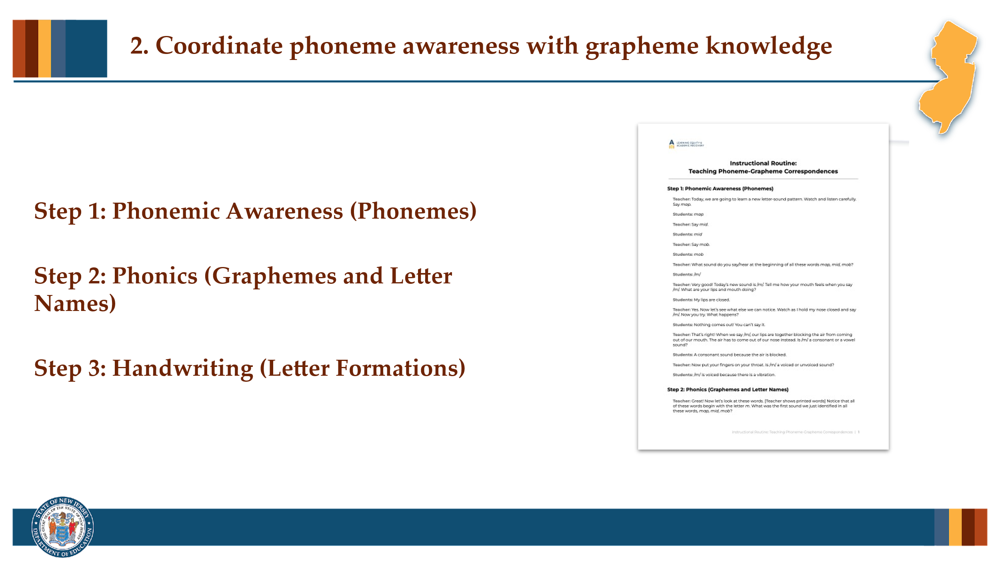 2. Coordinate phoneme awareness with grapheme knowledge
Step 1: Phonemic Awareness (Phonemes)
Step 2: Phonics (Graphemes and Letter
Names)
Step 3: Handwriting (Letter Formations)
LEARNING EQUITY &
ACADEMIC RECOVERY
Instructional Routine:
Teaching Phoneme-Grapheme Correspondences
Step 1: Phonemic Awareness (Phonemes)
Teacher: Today, we are going to learn a new letter-sound pattern. Watch and listen carefully.
Say map.
Students: map
Teacher: Say mid.
Students: mid
Teacher: Say mob.
Students: mob
Teacher: What sound do you say/hear at the beginning of all these words map, mid, mob?
Students: /m/
Teacher: Very good! Today's new sound is /m/. Tell me how your mouth feels when you say
/m/. What are your lips and mouth doing?
Students: My lips are closed.
Teacher: Yes. Now let's see what else we can notice. Watch as I hold my nose closed and say
/m/. Now you try. What happens?
Students: Nothing comes out! You can't say it.
Teacher: That's right! When we say /m/, our lips are together blocking the air from coming
out of our mouth. The air has to come out of our nose instead. Is /m/ a consonant or a vowel
sound?
Students: A consonant sound because the air is blocked.
Teacher: Now put your fingers on your throat. Is /m/ a voiced or unvoiced sound?
Students: /m/ is voiced because there is a vibration.
Step 2: Phonics (Graphemes and Letter Names)
Teacher: Great! Now let's look at these words. [Teacher shows printed words] Notice that all
of these words begin with the letter m. What was the first sound we just identified in all
these words, map, mid, mob?
Instructional Routine: Teaching Phoneme-Grapheme Correspondences | 1
STATE OF NEW JERSEY
THE GREAT SEAL OF THE STATE OF NEW JERSEY
DEPARTMENT OF EDUCATION